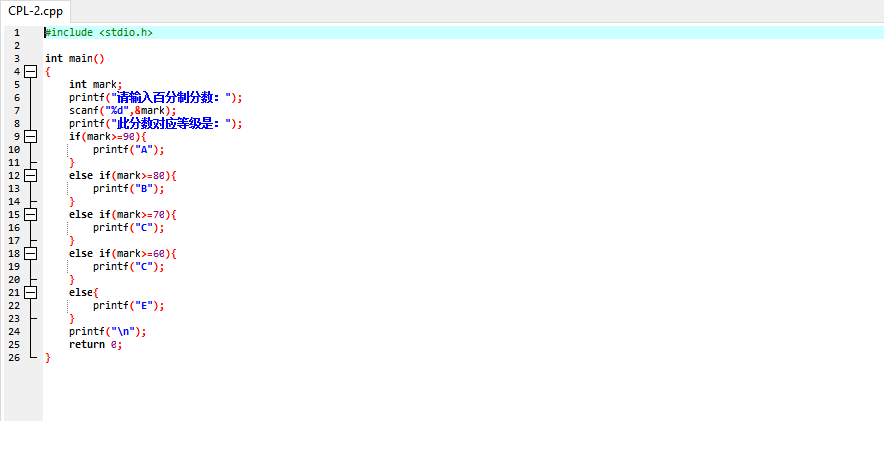 CPL-2.cpp
1 #include <stdio.h>
2
3 int main()
4 {
5 int mark;
6 printf("请输入百分制分数：");
7 scanf("%d",&mark);
8 printf("此分数对应等级是：");
9 if(mark>=90){
10 printf("A");
11 }
12 else if(mark>=80){
13 printf("B");
14 }
15 else if(mark>=70){
16 printf("C");
17 }
18 else if(mark>=60){
19 printf("C");
20 }
21 else{
22 printf("E");
23 }
24 printf("\n");
25 return 0;
26 }